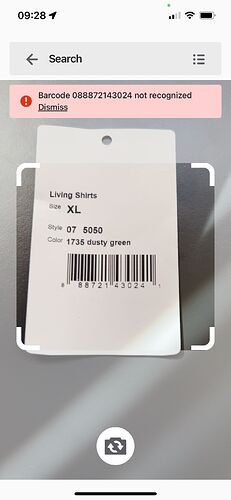 09:28
Search
Barcode 088872143024 not recognized
Dismiss
Living Shirts
Size XL
Style 07 5050
Color 1735 dusty green
8 88721 43024 1